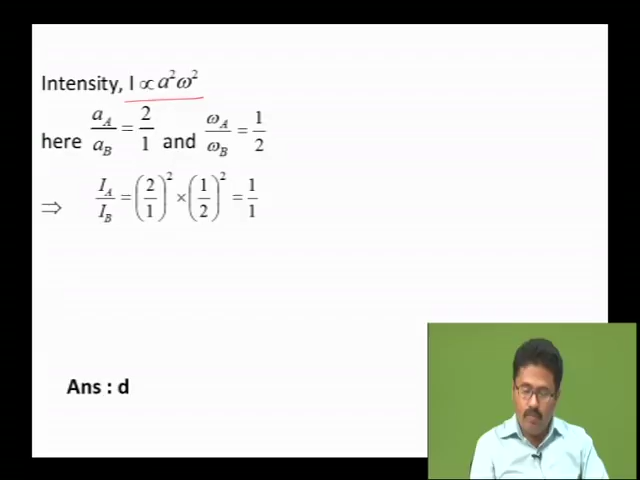 Intensity, I ∝ a²ω²
here a_A/a_B = 2/1 and ω_A/ω_B = 1/2
⇒ I_A/I_B = (2/1)² × (1/2)² = 1/1
Ans : d